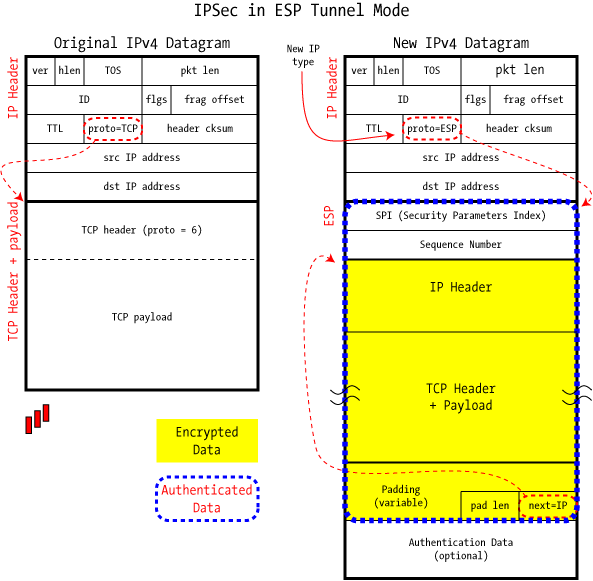 IPSec in ESP Tunnel Mode
Original IPv4 Datagram
IP Header
ver hlen TOS pkt len
ID flgs frag offset
TTL proto=TCP header cksum
src IP address
dst IP address
TCP Header + payload
TCP header (proto = 6)
TCP payload
Encrypted
Data
Authenticated
Data
New IP
type
New IPv4 Datagram
IP Header
ver hlen TOS pkt len
ID flgs frag offset
TTL proto=ESP header cksum
src IP address
dst IP address
ESP
SPI (Security Parameters Index)
Sequence Number
IP Header
TCP Header
+ Payload
Padding
(variable)
pad len next=IP
Authentication Data
(optional)